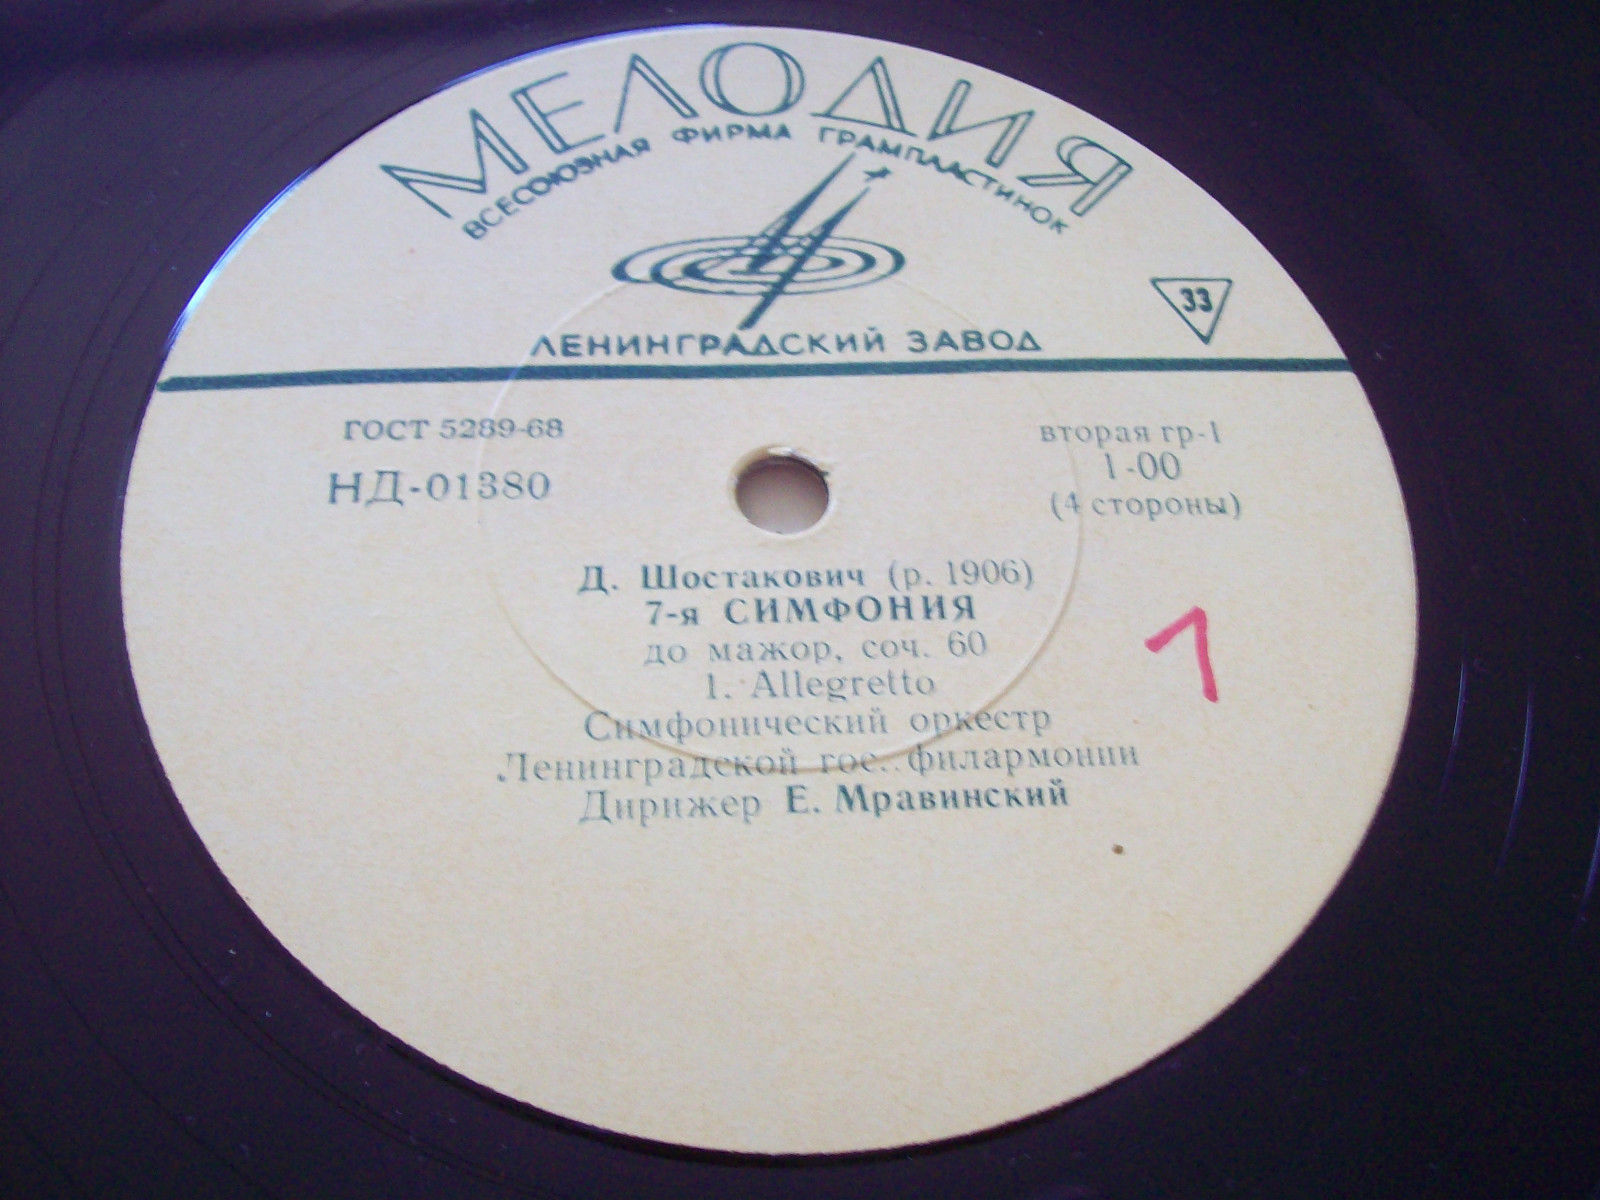 МЕЛОДИЯ
ВСЕСОЮЗНАЯ ФИРМА ГРАМПЛАСТИНОК
ЛЕНИНГРАДСКИЙ ЗАВОД
33
ГОСТ 5289-68
вторая гр-1
НД-01380
1-00
(4 стороны)
Д. Шостакович (р. 1906)
7-я СИМФОНИЯ
до мажор, соч. 60
1. Allegretto
1
Симфонический оркестр
Ленинградской гос. филармонии
Дирижер Е. Мравинский